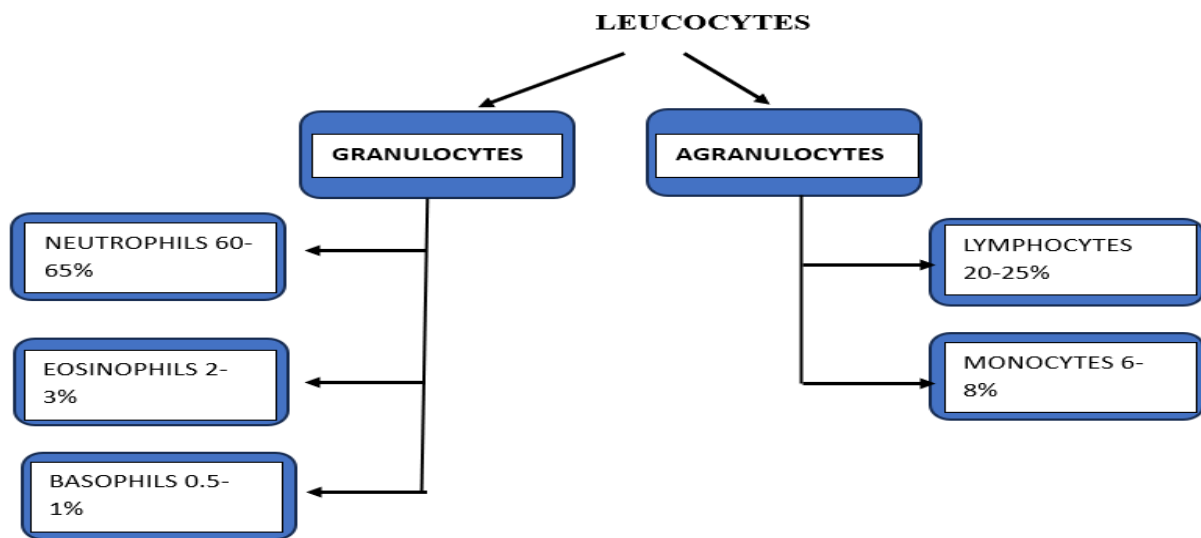 LEUCOCYTES
GRANULOCYTES
AGRANULOCYTES
NEUTROPHILS 60-
65%
EOSINOPHILS 2-
3%
BASOPHILS 0.5-
1%
LYMPHOCYTES
20-25%
MONOCYTES 6-
8%